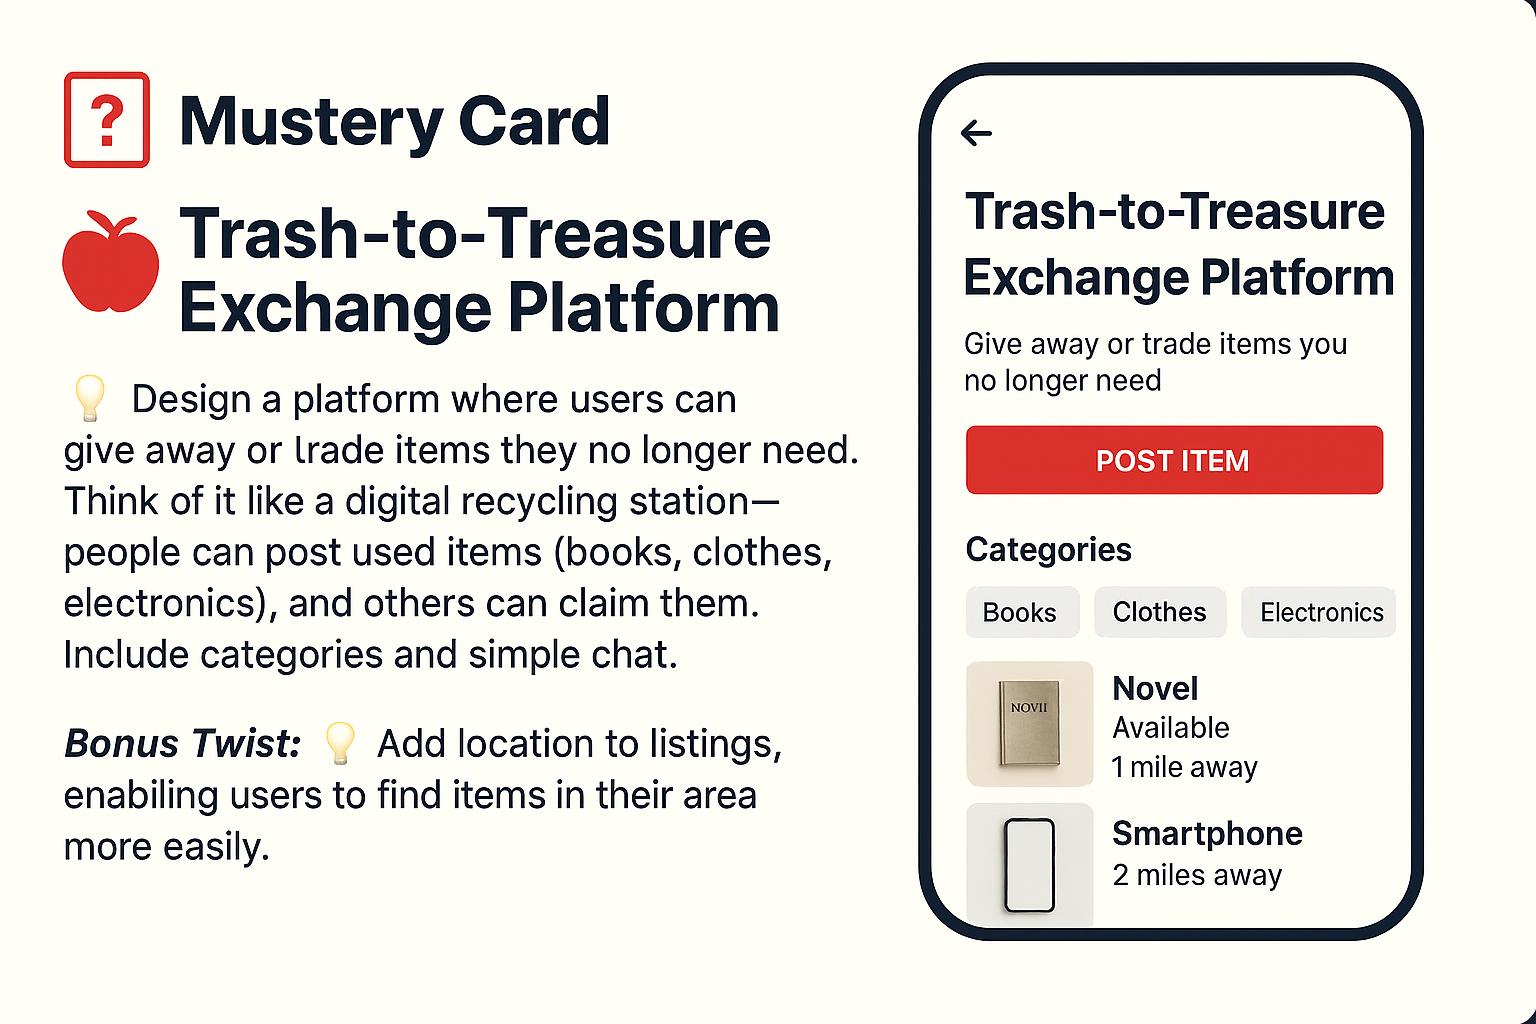 ?
Mustery Card
Trash-to-Treasure
Exchange Platform
💡 Design a platform where users can
give away or trade items they no longer need.
Think of it like a digital recycling station—
people can post used items (books, clothes,
electronics), and others can claim them.
Include categories and simple chat.
Bonus Twist: 💡 Add location to listings,
enabiling users to find items in their area
more easily.
←
Trash-to-Treasure
Exchange Platform
Give away or trade items you
no longer need
POST ITEM
Categories
Books Clothes Electronics
NOVII
Novel
Available
1 mile away
Smartphone
2 miles away